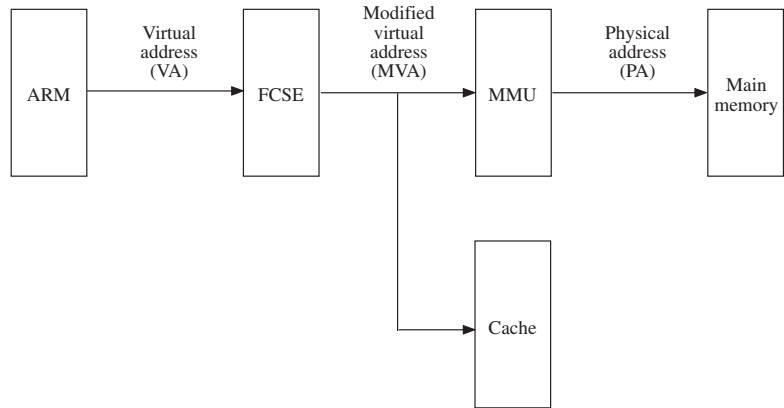 Virtual
address
(VA)
Modified
virtual
address
(MVA)
Physical
address
(PA)
ARM
FCSE
MMU
Main
memory
Cache